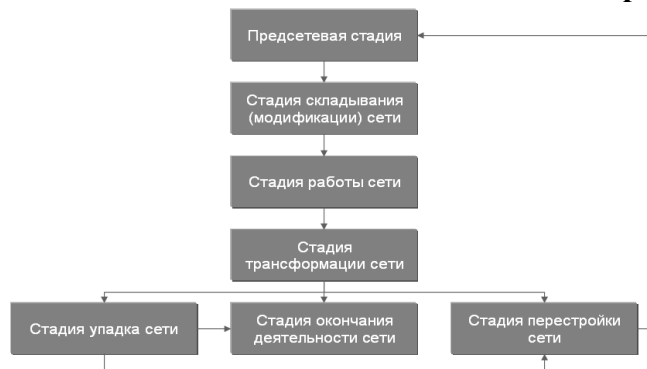 Предсетевая стадия
Стадия складывания
(модификации) сети
Стадия работы сети
Стадия
трансформации сети
Стадия упадка сети
Стадия окончания
деятельности сети
Стадия перестройки
сети